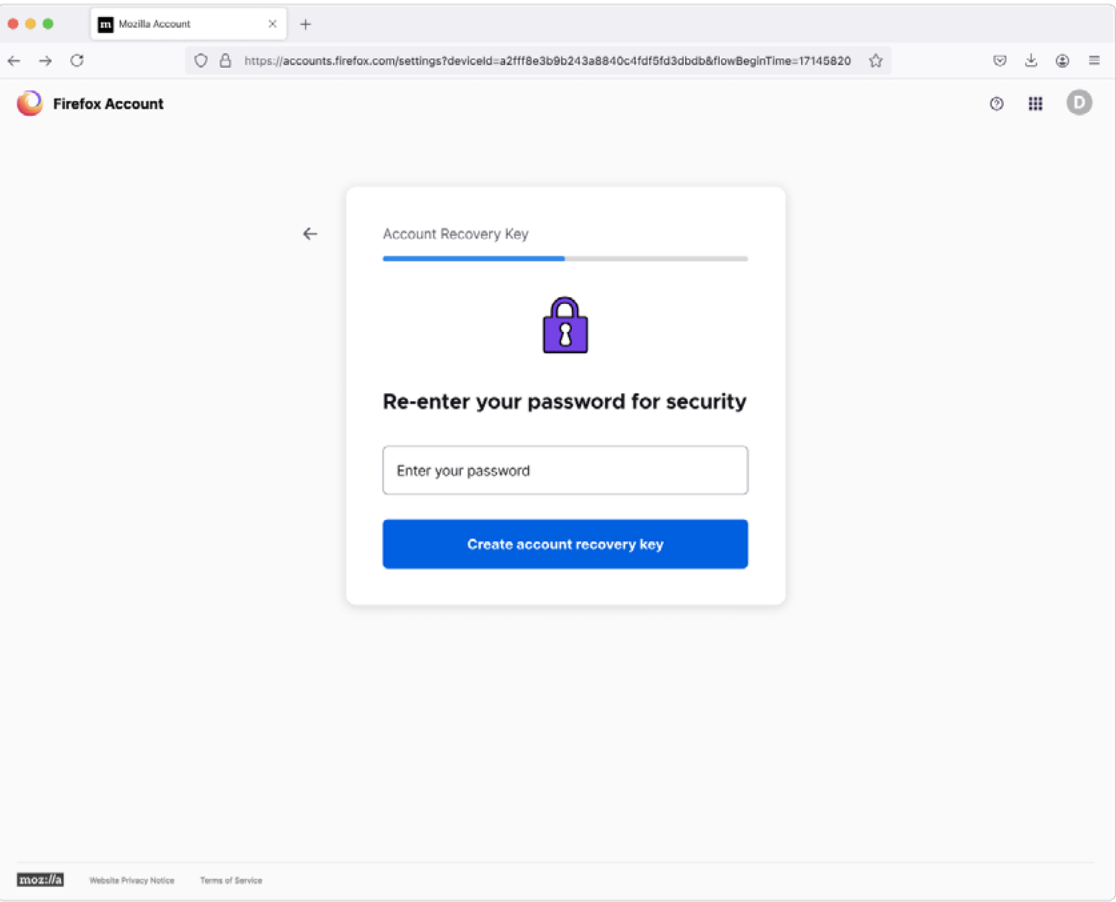 m Mozilla Account
https://accounts.firefox.com/settings?deviceId=a2fff8e3b9b243a8840c4fdf5fd3dbdb&flowBeginTime=17145820
Firefox Account
D
Account Recovery Key
Re-enter your password for security
Enter your password
Create account recovery key
moz://a Website Privacy Notice Terms of Service